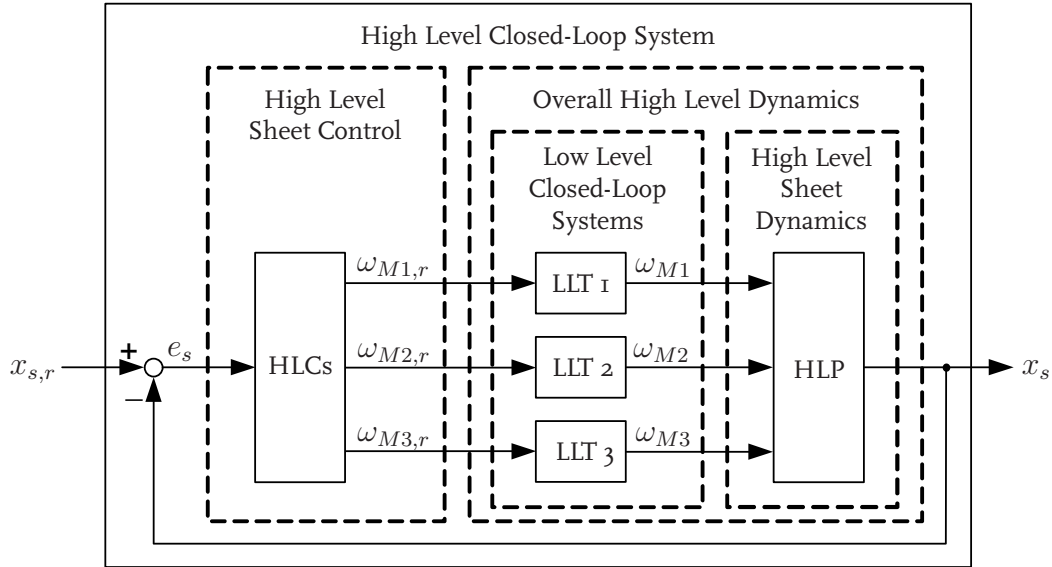 High Level Closed-Loop System
High Level
Sheet Control
Overall High Level Dynamics
Low Level
Closed-Loop
Systems
High Level
Sheet
Dynamics
ω_{M1,r}
LLT 1
ω_{M1}
x_{s,r}
+
−
e_s
HLCs
ω_{M2,r}
LLT 2
ω_{M2}
HLP
x_s
ω_{M3,r}
LLT 3
ω_{M3}